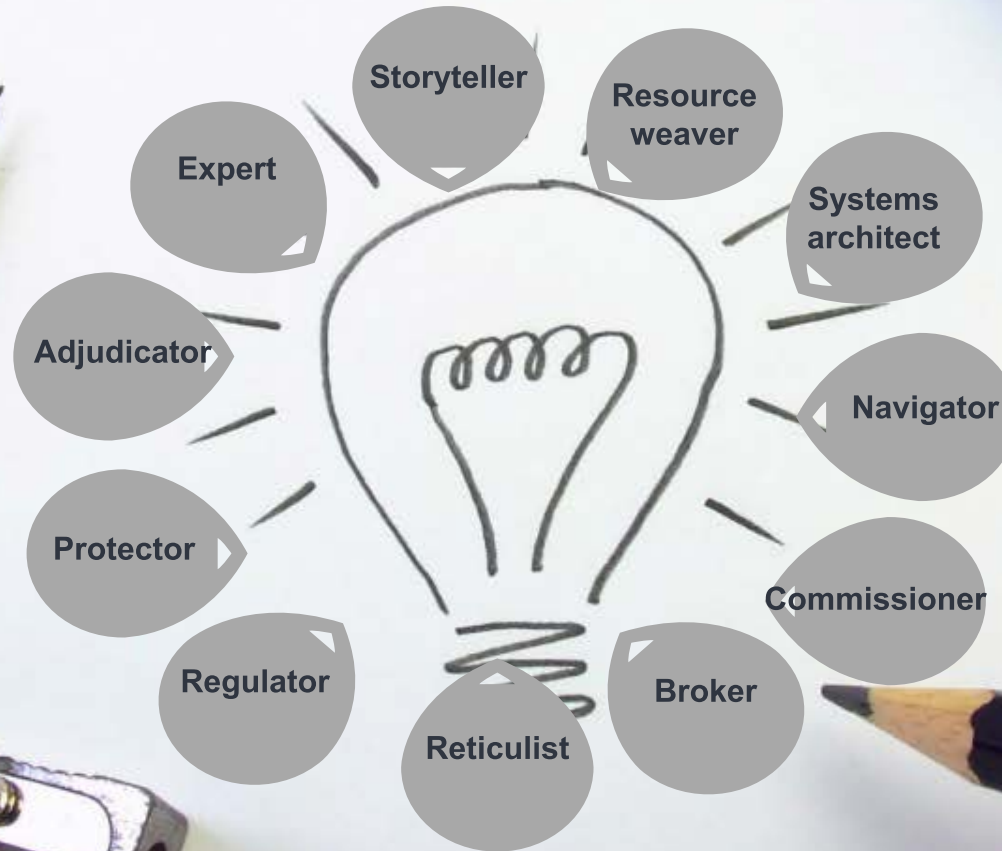 Storyteller
Resource
weaver
Expert
Systems
architect
Adjudicator
Navigator
Protector
Commissioner
Regulator
Broker
Reticulist